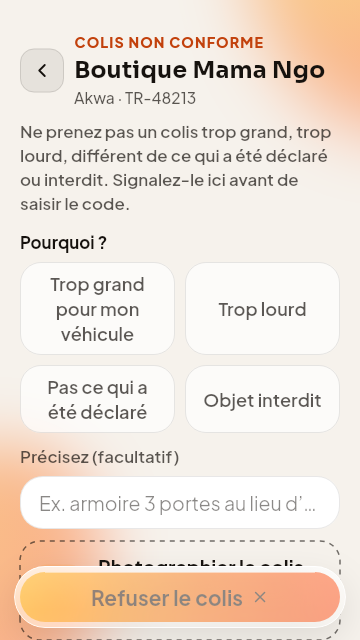 COLIS NON CONFORME
Boutique Mama Ngo
Akwa · TR-48213
Ne prenez pas un colis trop grand, trop
lourd, différent de ce qui a été déclaré
ou interdit. Signalez-le ici avant de
saisir le code.
Pourquoi ?
Trop grand
pour mon
véhicule
Trop lourd
Pas ce qui a
été déclaré
Objet interdit
Précisez (facultatif)
Ex. armoire 3 portes au lieu d’...
Photographier le colis
Refuser le colis ×